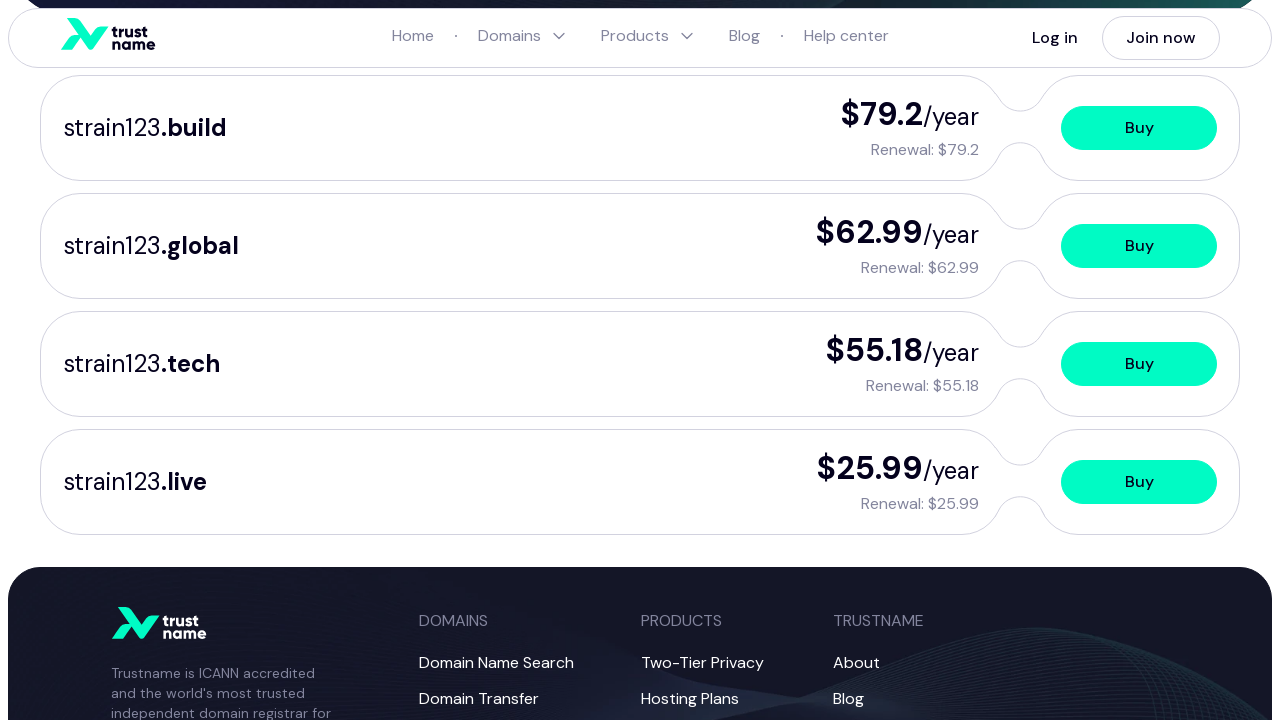 trust name
Home · Domains Products Blog · Help center
Log in Join now
strain123.build $79.2/year Buy
Renewal: $79.2
strain123.global $62.99/year Buy
Renewal: $62.99
strain123.tech $55.18/year Buy
Renewal: $55.18
strain123.live $25.99/year Buy
Renewal: $25.99
trust name
DOMAINS PRODUCTS TRUSTNAME
Domain Name Search Two-Tier Privacy About
Domain Transfer Hosting Plans Blog
Trustname is ICANN accredited
and the world's most trusted
independent domain registrar for